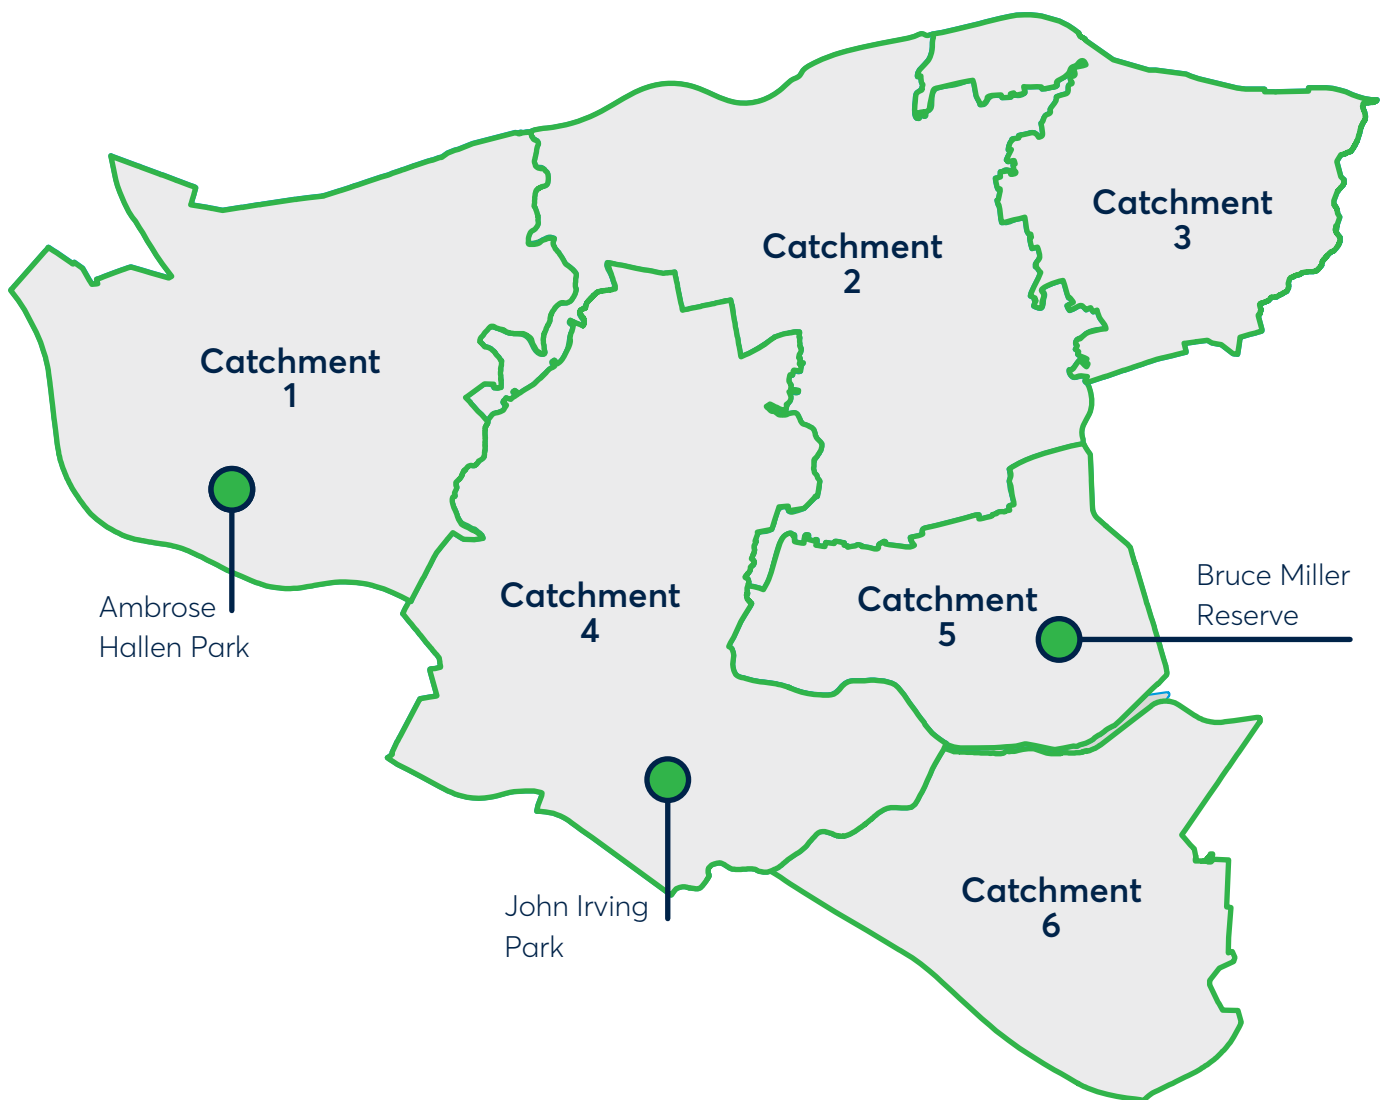 Catchment
3
Catchment
2
Catchment
1
Catchment
4
Catchment
5
Bruce Miller
Reserve
Ambrose
Hallen Park
Catchment
6
John Irving
Park